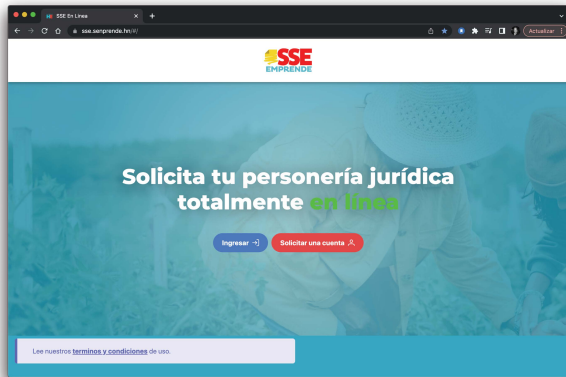 SSE En Linea
sse.senprende.hn/#/
Actualizar
SSE
EMPRENDE
Solicita tu personería jurídica
totalmente en línea
Ingresar
Solicitar una cuenta
Lee nuestros terminos y condiciones de uso.